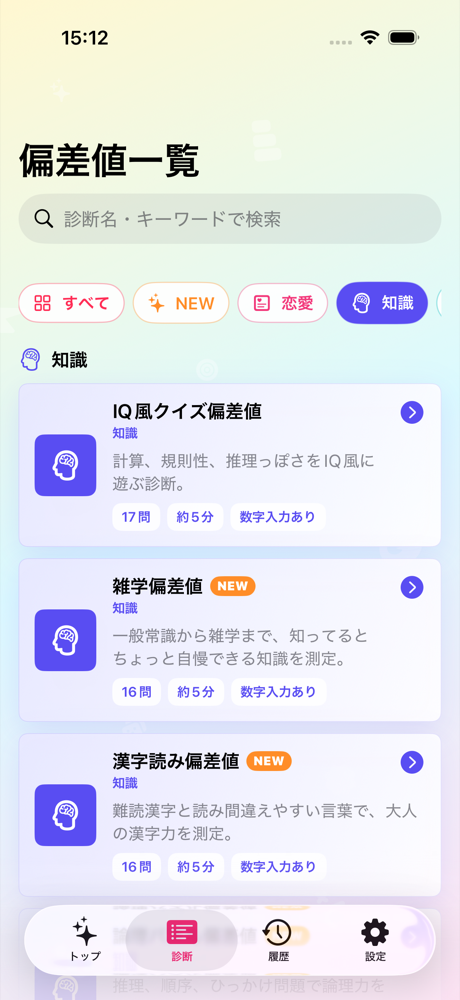 15:12
偏差値一覧
診断名・キーワードで検索
すべて
NEW
恋愛
知識
知識
IQ風クイズ偏差値
知識
計算、規則性、推理っぽさをIQ風に
遊ぶ診断。
17問
約5分
数字入力あり
雑学偏差値
NEW
知識
一般常識から雑学まで、知ってると
ちょっと自慢できる知識を測定。
16問
約5分
数字入力あり
漢字読み偏差値
NEW
知識
難読漢字と読み間違えやすい言葉で、大人
の漢字力を測定。
16問
約5分
数字入力あり
トップ
診断
履歴
設定
推理、順序、ひっかけ問題で論理力を